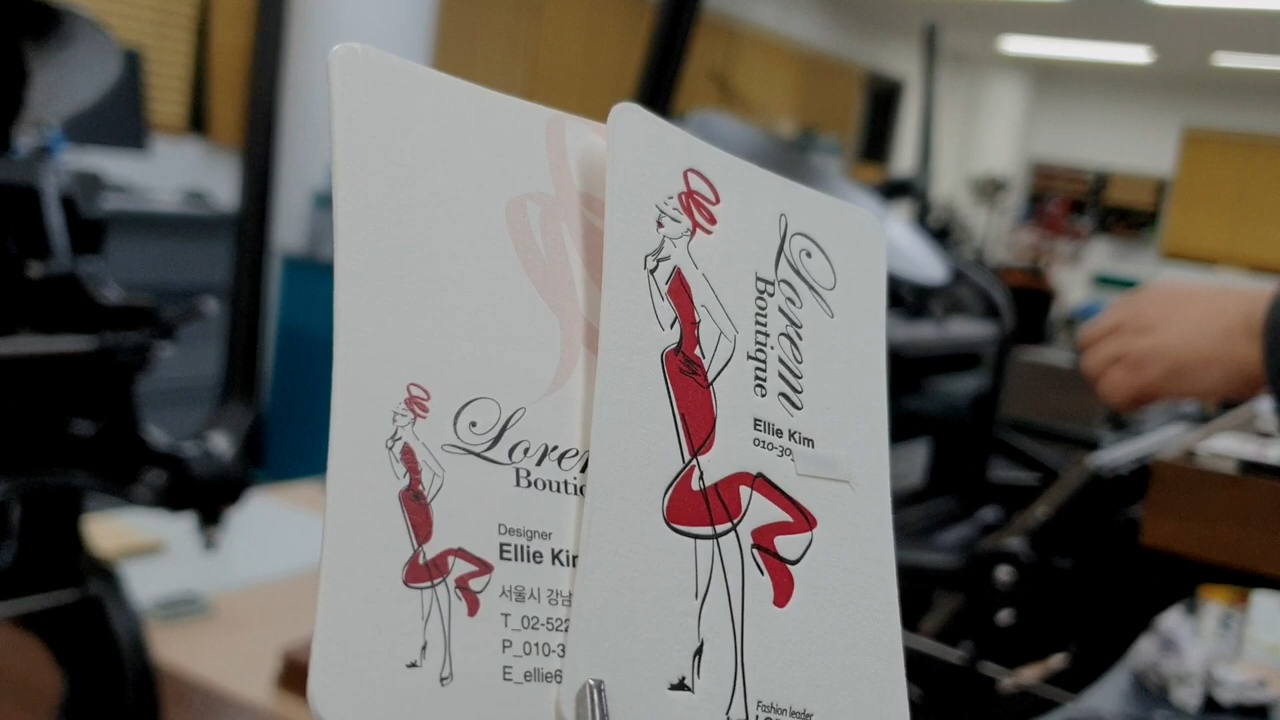 Lorem
Boutique
Designer
Ellie Kim
서울시 강남
T_02-522
P_010-3
E_ellie6
Lorem
Boutique
Ellie Kim
010-30
Fashion leader